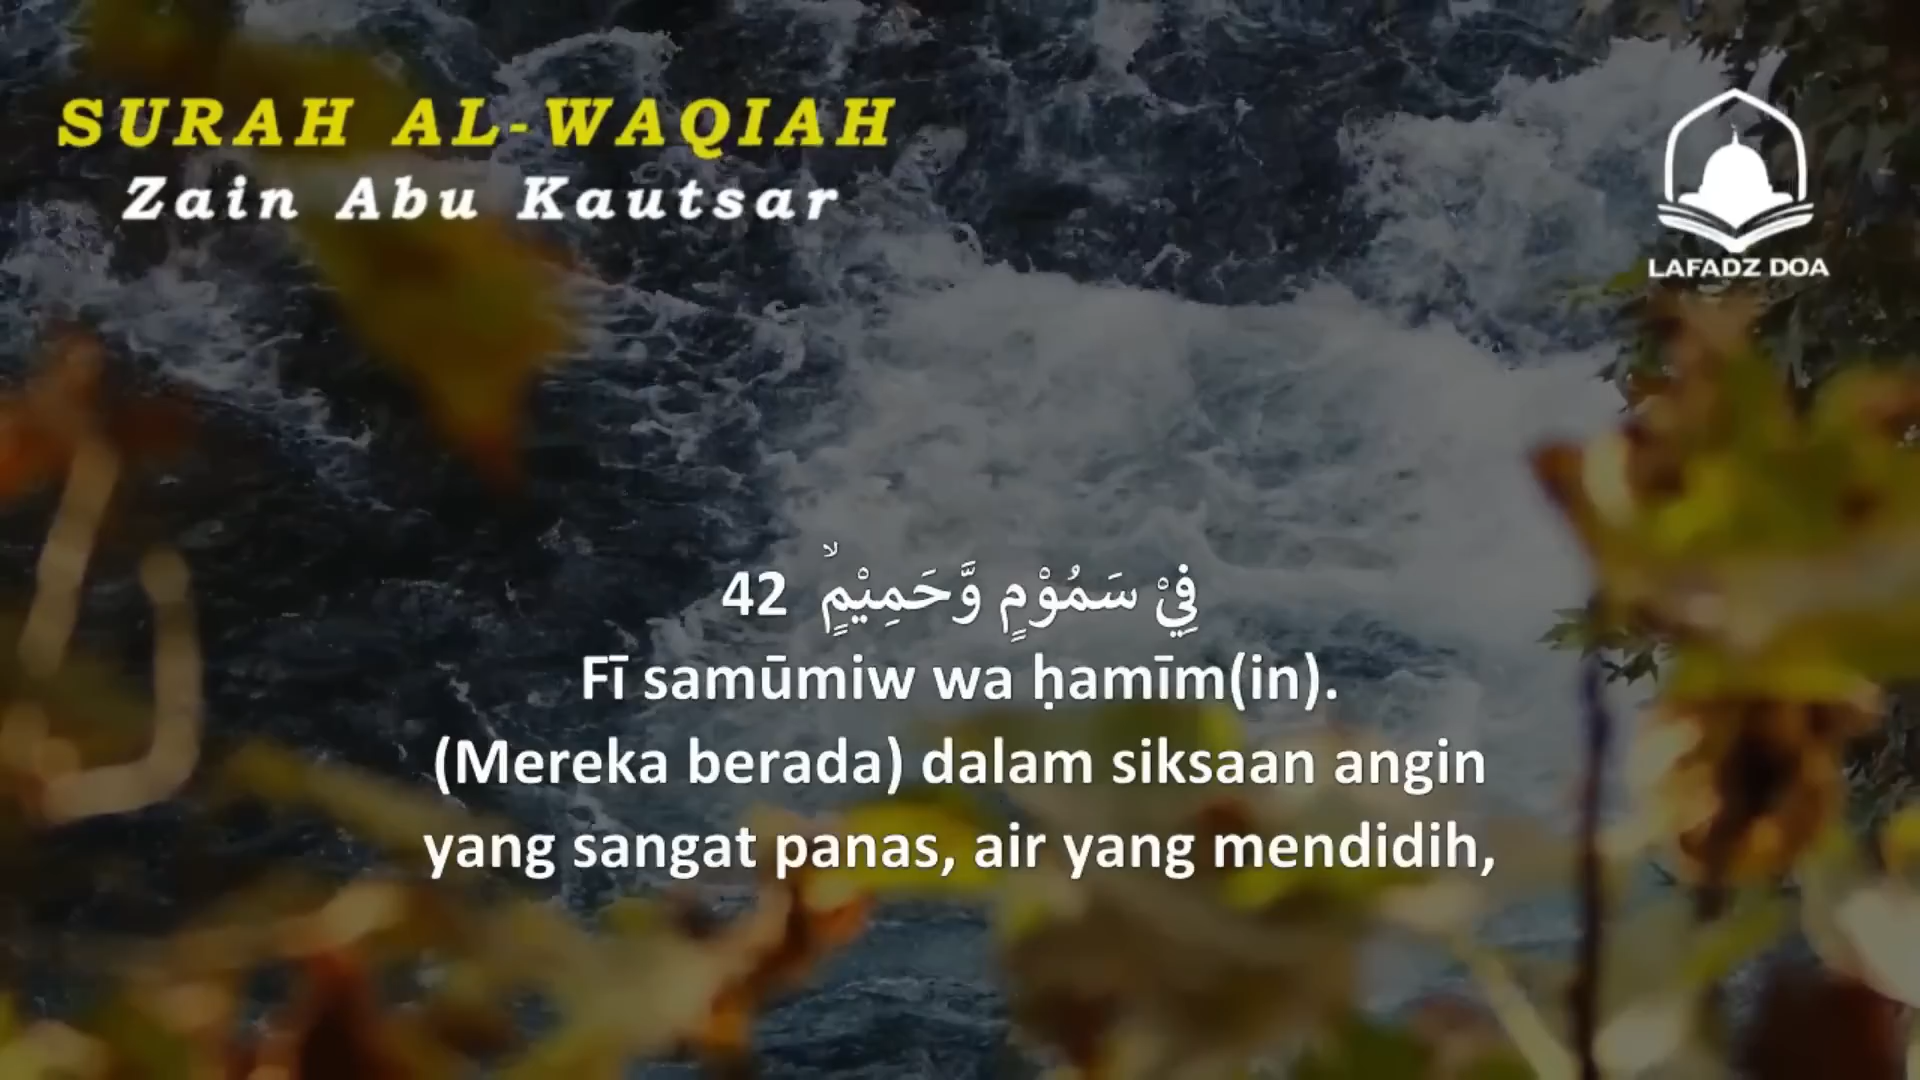 SURAH AL-WAQIAH
Zain Abu Kautsar
LAFADZ DOA
فِيْ سَمُوْمٍ وَّحَمِيْمٍۙ 42
Fī samūmiw wa ḥamīm(in).
(Mereka berada) dalam siksaan angin
yang sangat panas, air yang mendidih,